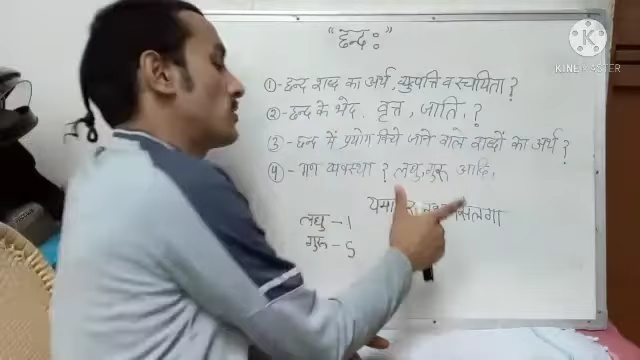 "छन्दः"
①- छन्द शब्द का अर्थ, व्युत्पत्ति व रचयिता ?
②- छन्द के भेद, वृत्त, जाति, ?
③- छन्द में प्रयोग किये जाने वाले शब्दों का अर्थ ?
④- गण व्यवस्था ? लघु, गुरू आदि,
सलगा
लघु - ।
गुरू - ऽ
KINEMASTER